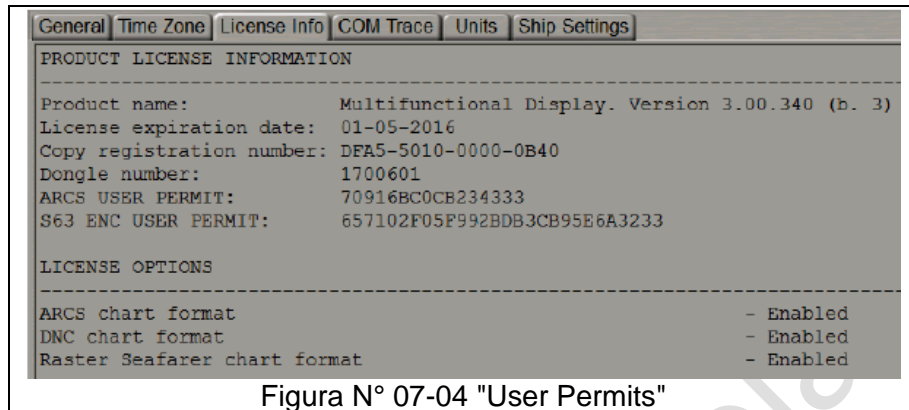 General Time Zone License Info COM Trace Units Ship Settings
PRODUCT LICENSE INFORMATION
Product name: Multifunctional Display. Version 3.00.340 (b. 3)
License expiration date: 01-05-2016
Copy registration number: DFA5-5010-0000-0B40
Dongle number: 1700601
ARCS USER PERMIT: 70916BC0CB234333
S63 ENC USER PERMIT: 657102F05F992BDB3CB95E6A3233
LICENSE OPTIONS
ARCS chart format - Enabled
DNC chart format - Enabled
Raster Seafarer chart format - Enabled
Figura N° 07-04 "User Permits"